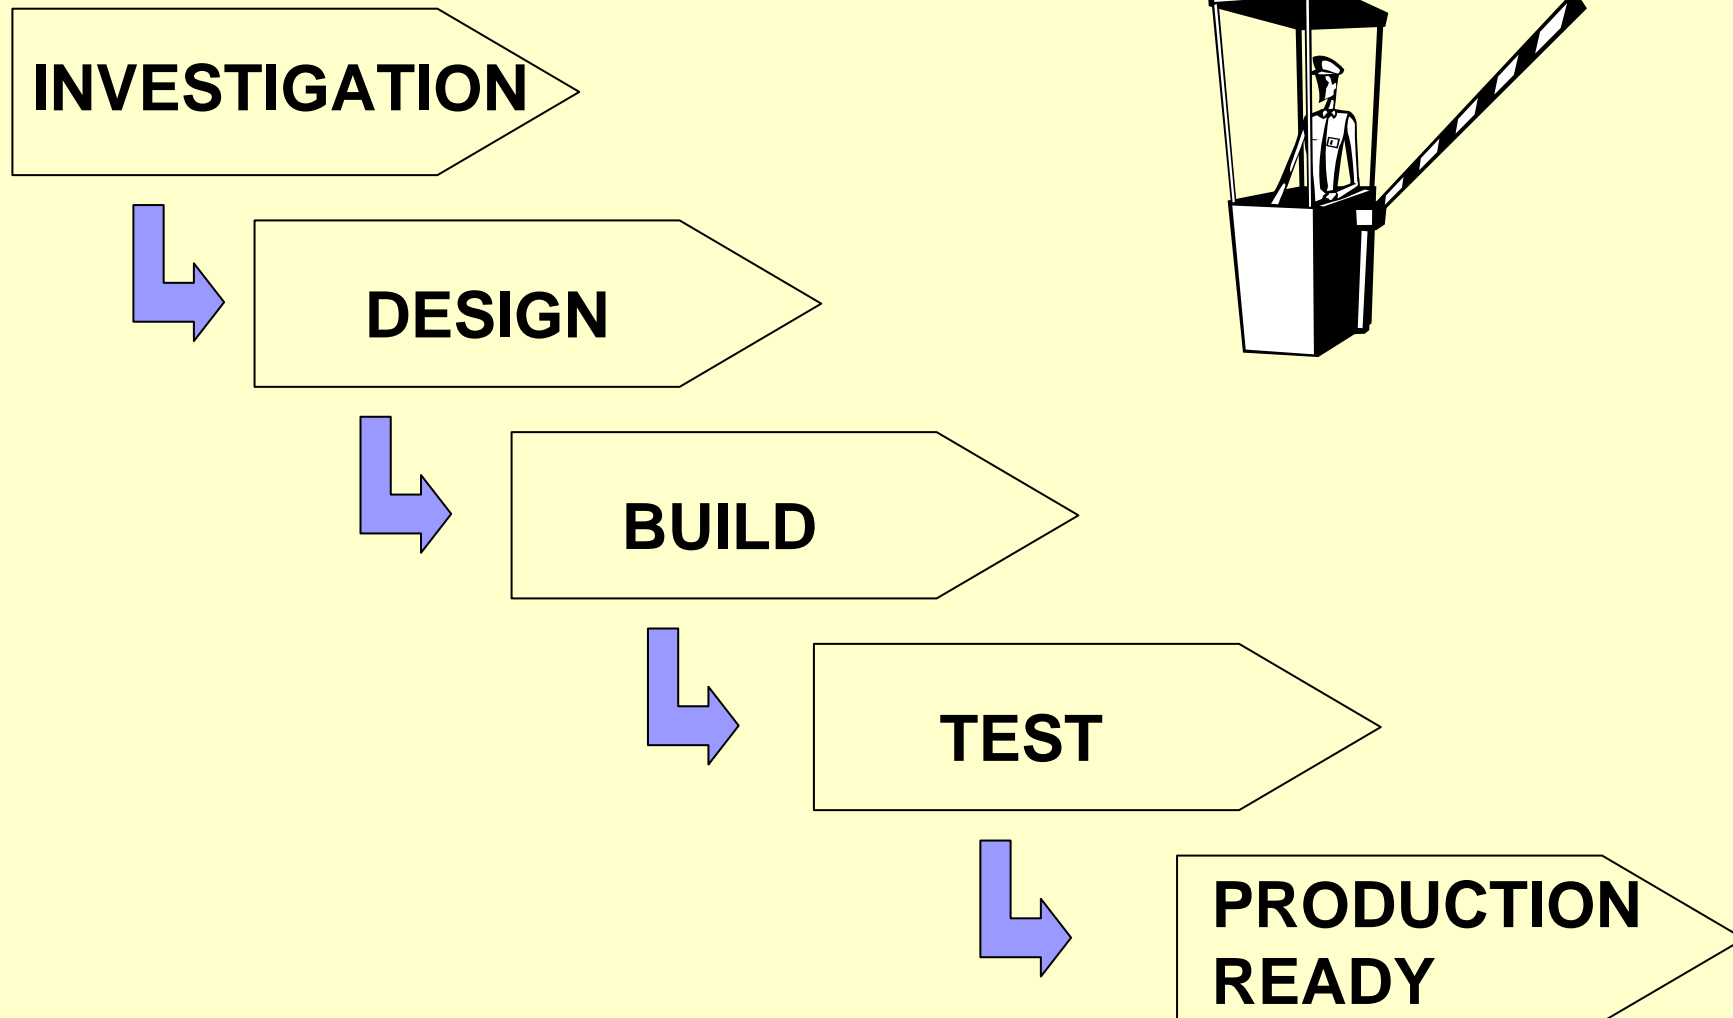 INVESTIGATION
DESIGN
BUILD
TEST
PRODUCTION
READY